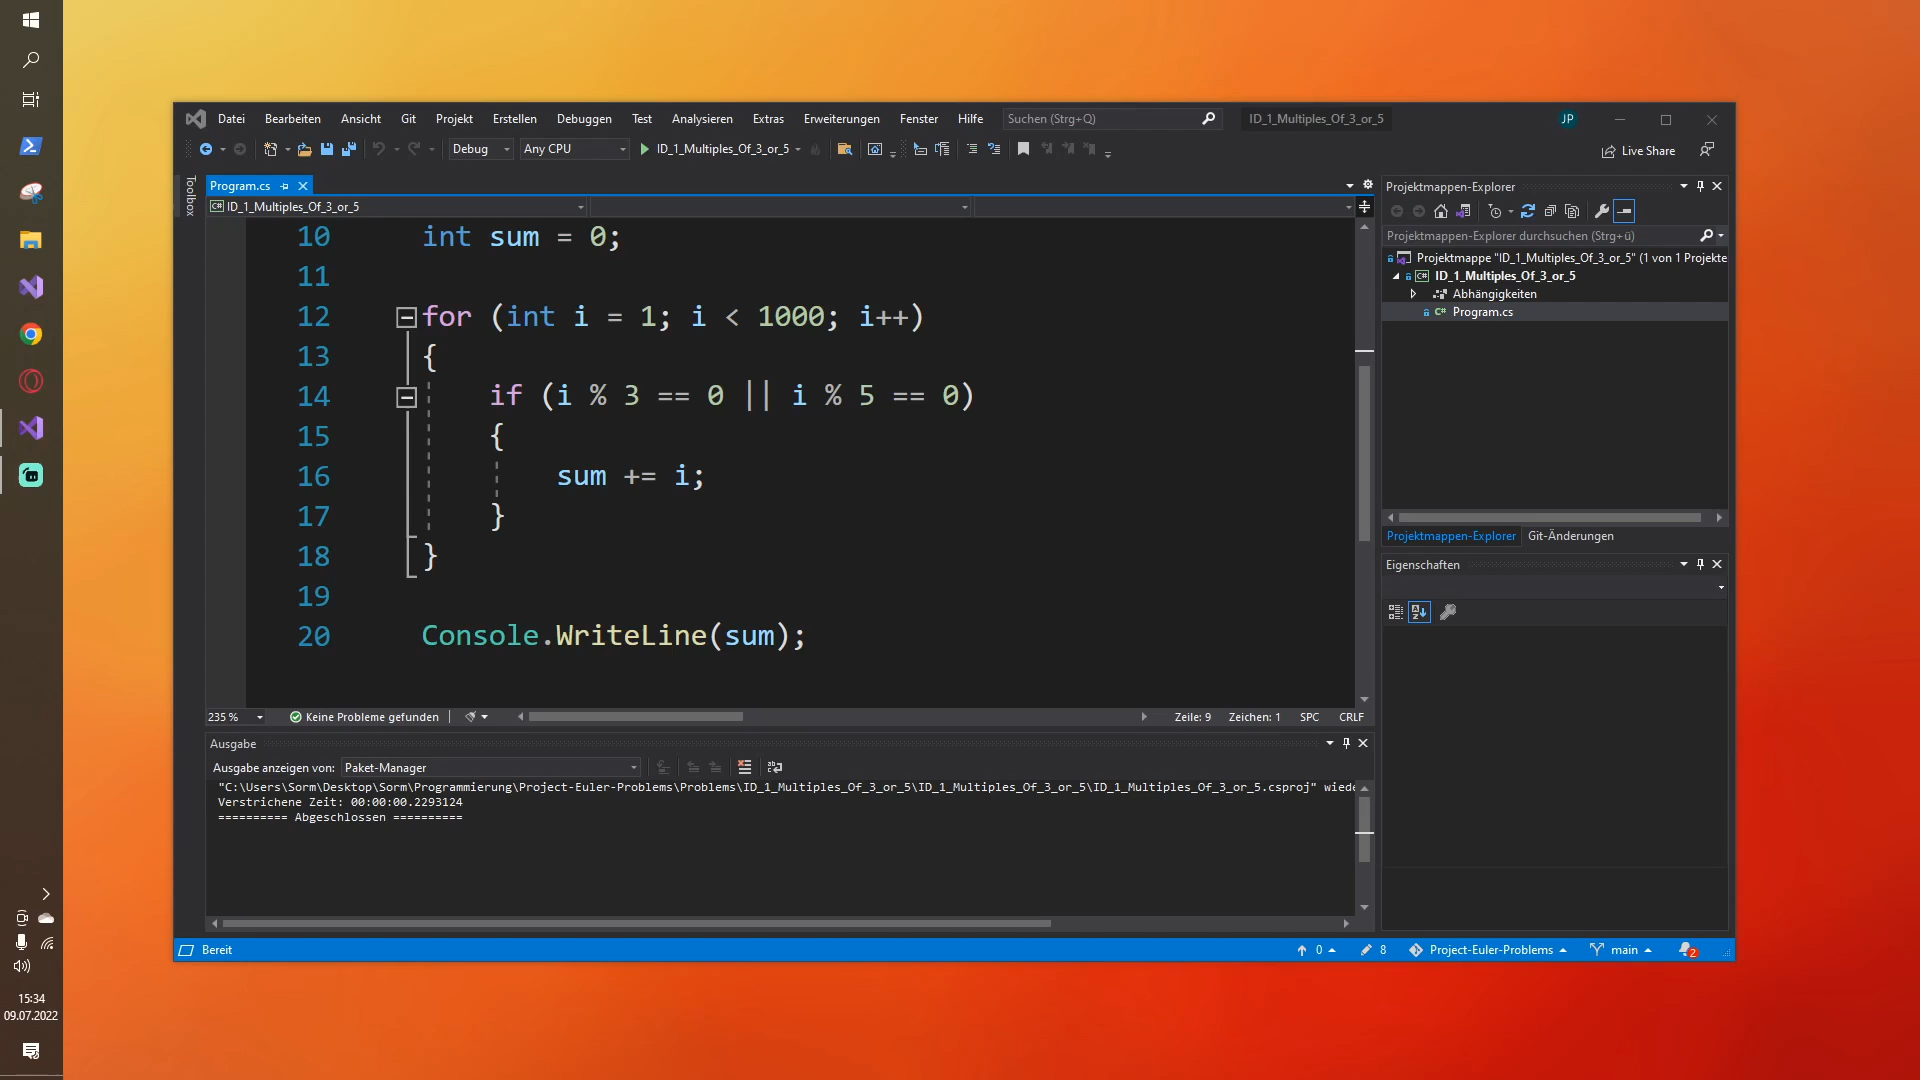 Datei Bearbeiten Ansicht Git Projekt Erstellen Debuggen Test Analysieren Extras Erweiterungen Fenster Hilfe Suchen (Strg+Q) ID_1_Multiples_Of_3_or_5 JP
Debug Any CPU ID_1_Multiples_Of_3_or_5 Live Share
Toolbox
Program.cs
ID_1_Multiples_Of_3_or_5
10 int sum = 0;
11
12 for (int i = 1; i < 1000; i++)
13 {
14 if (i % 3 == 0 || i % 5 == 0)
15 {
16 sum += i;
17 }
18 }
19
20 Console.WriteLine(sum);
235 % Keine Probleme gefunden Zeile: 9 Zeichen: 1 SPC CRLF
Ausgabe
Ausgabe anzeigen von: Paket-Manager
"C:\Users\Sorm\Desktop\Sorm\Programmierung\Project-Euler-Problems\Problems\ID_1_Multiples_Of_3_or_5\ID_1_Multiples_Of_3_or_5\ID_1_Multiples_Of_3_or_5.csproj" wiede
Verstrichene Zeit: 00:00:00.2293124
========== Abgeschlossen ==========
Projektmappen-Explorer
Projektmappen-Explorer durchsuchen (Strg+ü)
Projektmappe "ID_1_Multiples_Of_3_or_5" (1 von 1 Projekte
C# ID_1_Multiples_Of_3_or_5
Abhängigkeiten
C# Program.cs
Projektmappen-Explorer Git-Änderungen
Eigenschaften
Bereit 0 8 Project-Euler-Problems main 2
15:34
09.07.2022